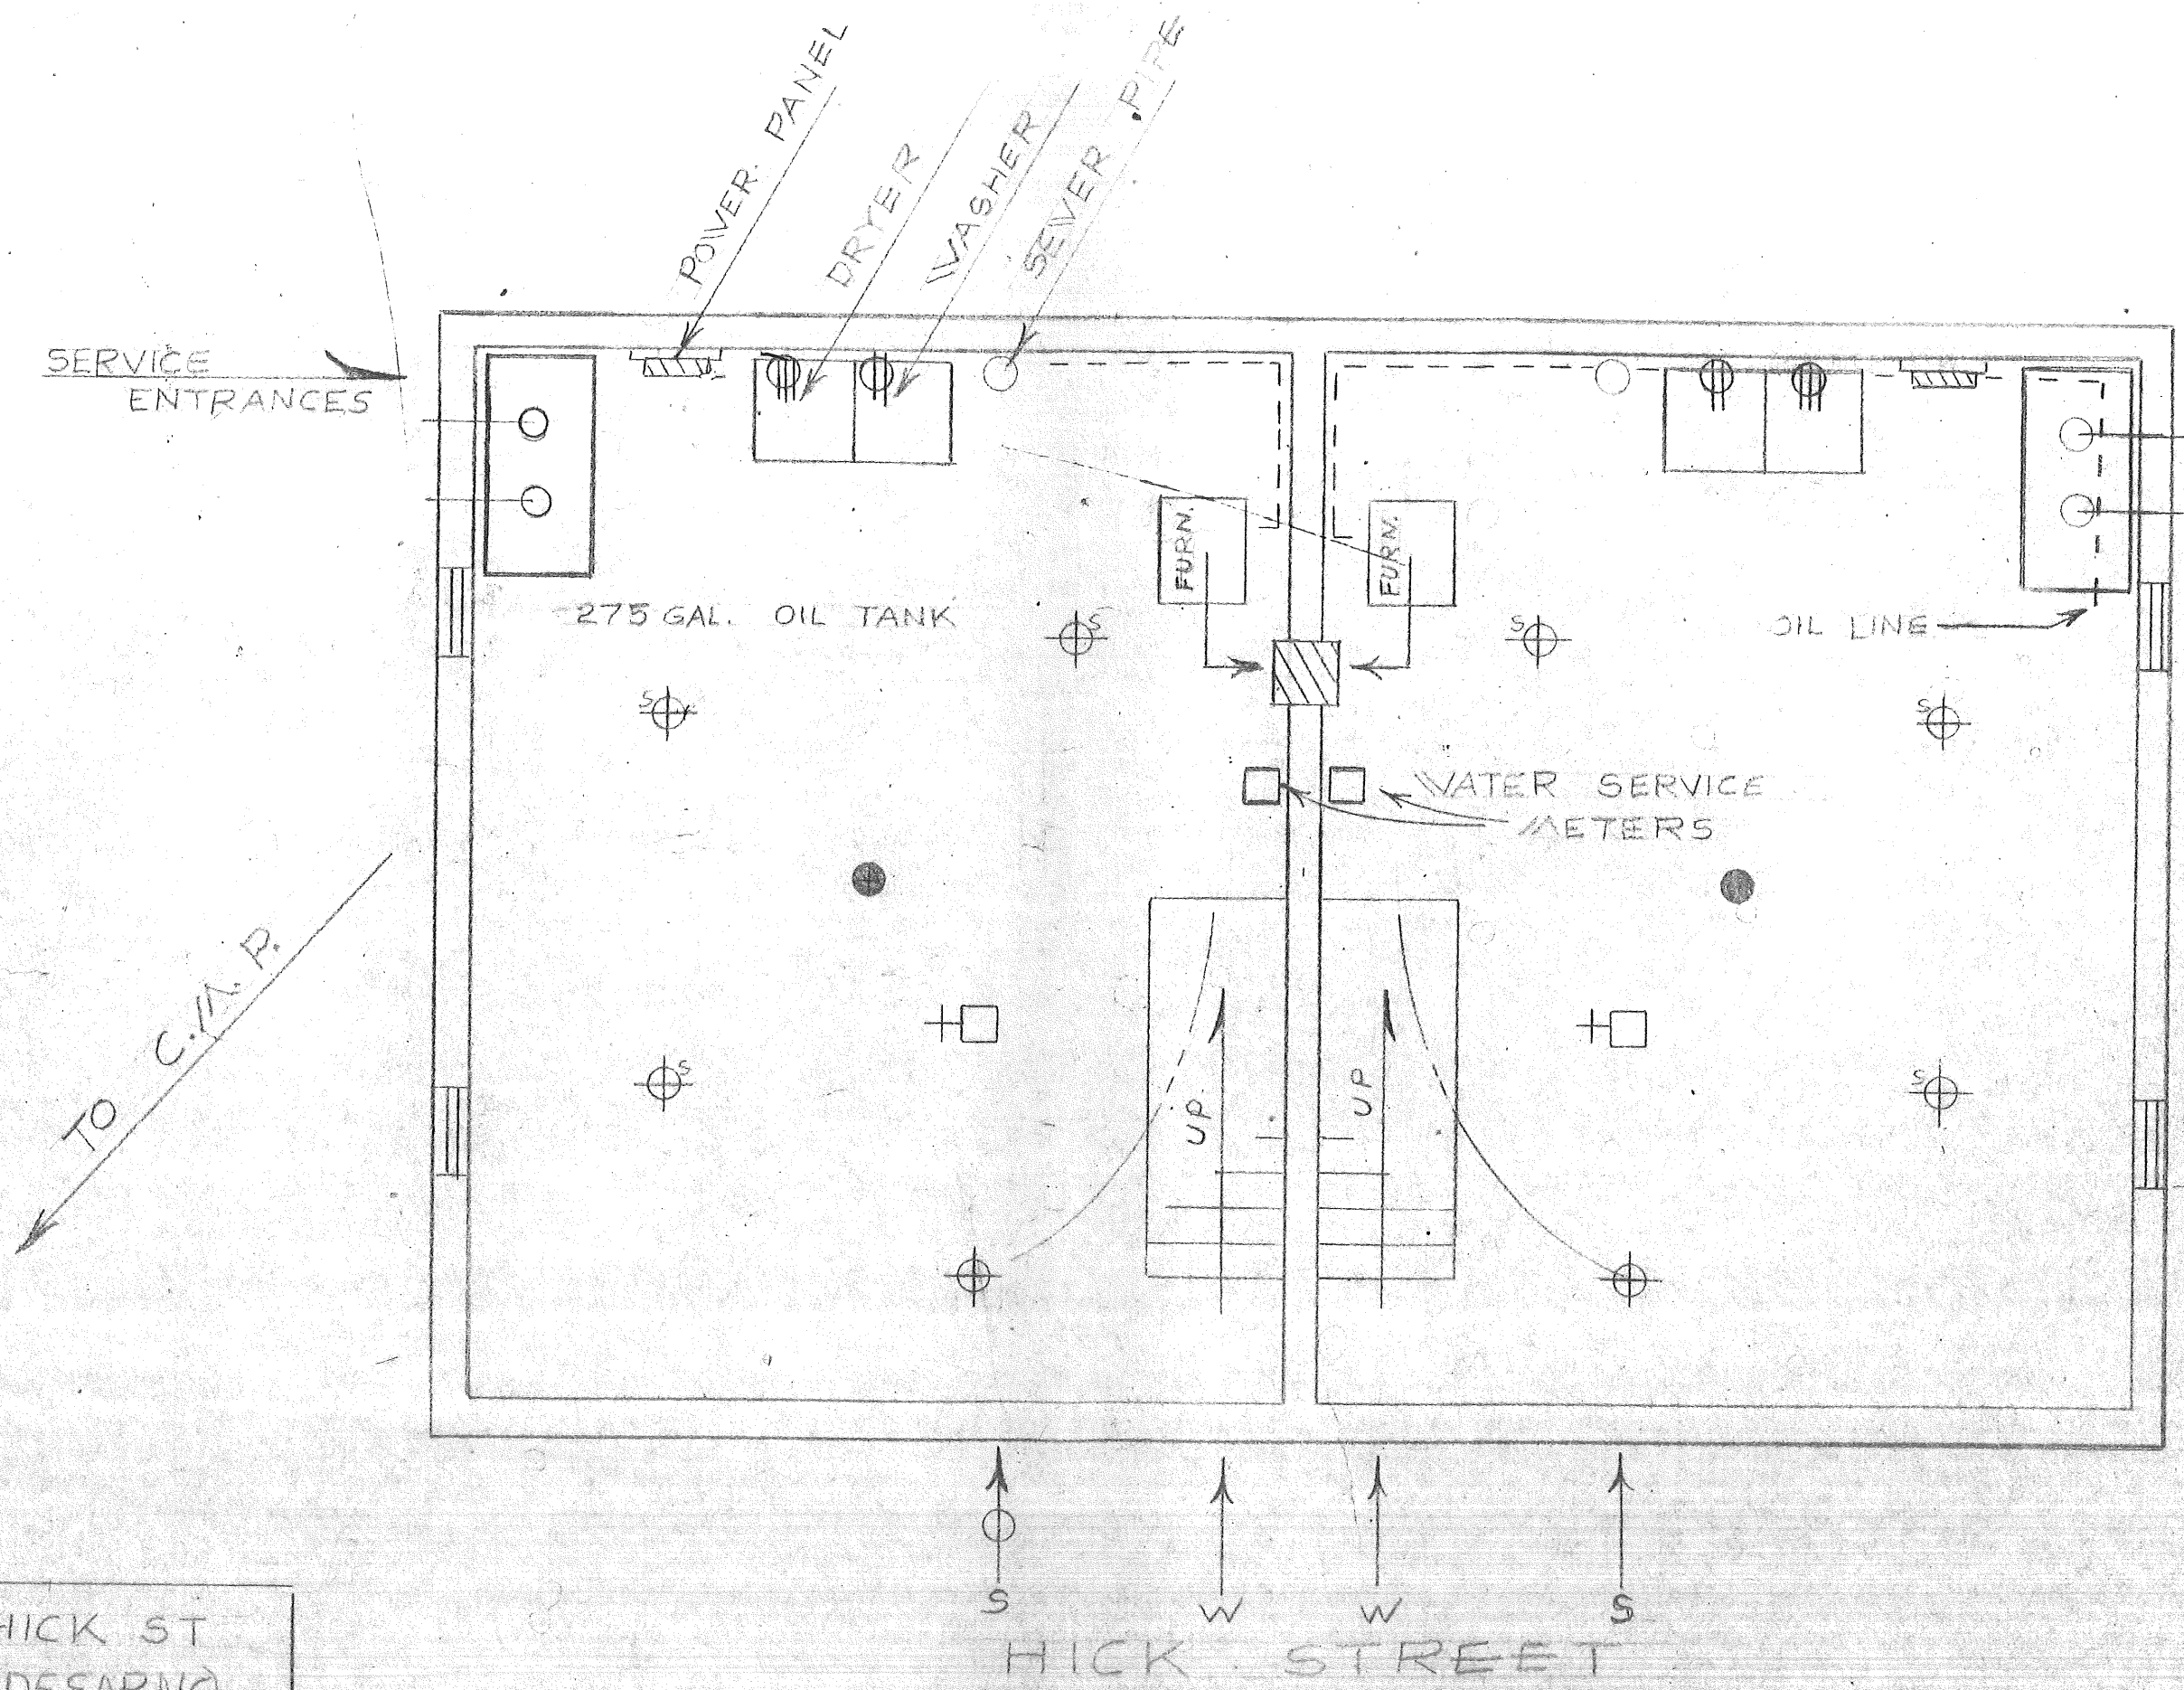 POWER PANEL
DRYER
WASHER
SEWER PIPE
SERVICE
ENTRANCES
FURN.
FURN.
275 GAL. OIL TANK
S
S
OIL LINE
S
S
WATER SERVICE
METERS
TO C.M.P.
UP
UP
S
S
S
W
W
S
HICK STREET
HICK ST